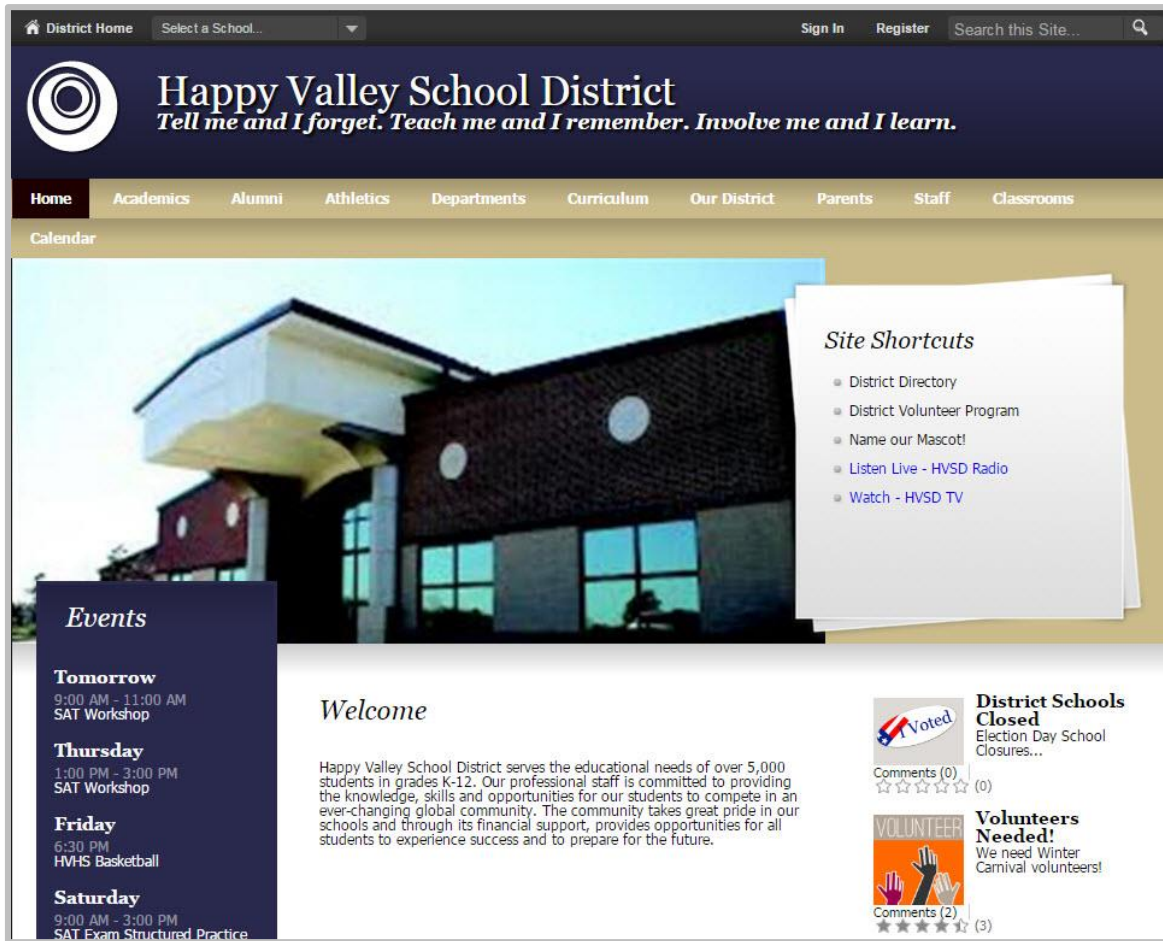 District Home Select a School... Sign In Register Search this Site...
Happy Valley School District
Tell me and I forget. Teach me and I remember. Involve me and I learn.
Home Academics Alumni Athletics Departments Curriculum Our District Parents Staff Classrooms
Calendar
Site Shortcuts
District Directory
District Volunteer Program
Name our Mascot!
Listen Live - HVSD Radio
Watch - HVSD TV
Events
Tomorrow
9:00 AM - 11:00 AM
SAT Workshop
Thursday
1:00 PM - 3:00 PM
SAT Workshop
Friday
6:30 PM
HVHS Basketball
Saturday
9:00 AM - 3:00 PM
SAT Exam Structured Practice
Welcome
Happy Valley School District serves the educational needs of over 5,000
students in grades K-12. Our professional staff is committed to providing
the knowledge, skills and opportunities for our students to compete in an
ever-changing global community. The community takes great pride in our
schools and through its financial support, provides opportunities for all
students to experience success and to prepare for the future.
I Voted
District Schools
Closed
Election Day School
Closures...
Comments (0)
(0)
VOLUNTEER
Volunteers
Needed!
We need Winter
Carnival volunteers!
Comments (2)
(3)